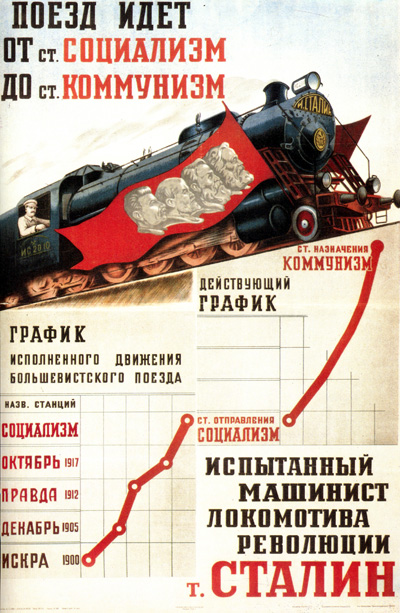 ПОЕЗД ИДЕТ
ОТ СТ. СОЦИАЛИЗМ
ДО СТ. КОММУНИЗМ
И. СТАЛИН
ИС 20
СТ. НАЗНАЧЕНИЯ
КОММУНИЗМ
ДЕЙСТВУЮЩИЙ
ГРАФИК
ГРАФИК
ИСПОЛНЕННОГО ДВИЖЕНИЯ
БОЛЬШЕВИСТСКОГО ПОЕЗДА
НАЗВ. СТАНЦИЙ
СОЦИАЛИЗМ
ОКТЯБРЬ 1917
ПРАВДА 1912
ДЕКАБРЬ 1905
ИСКРА 1900
СТ. ОТПРАВЛЕНИЯ
СОЦИАЛИЗМ
ИСПЫТАННЫЙ
МАШИНИСТ
ЛОКОМОТИВА
РЕВОЛЮЦИИ
Т. СТАЛИН